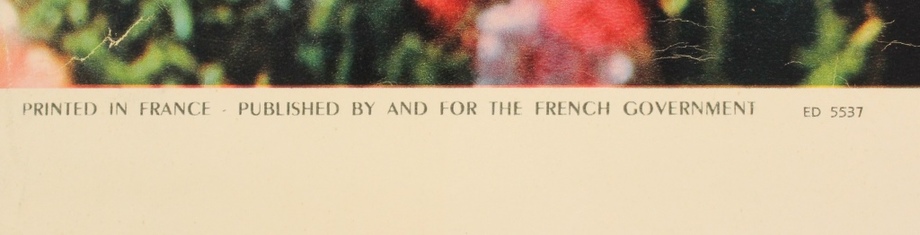 PRINTED IN FRANCE - PUBLISHED BY AND FOR THE FRENCH GOVERNMENT ED 5537